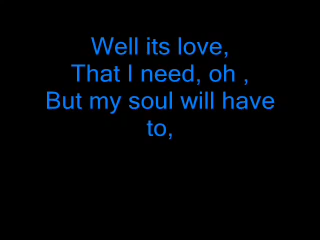 Well its love,
That I need, oh ,
But my soul will have
to,